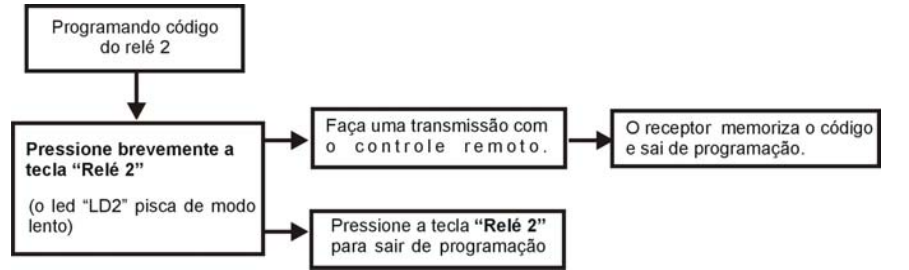 Programando código
do relé 2
Pressione brevemente a
tecla “Relé 2”
(o led “LD2” pisca de modo
lento)
Faça uma transmissão com
o controle remoto.
O receptor memoriza o código
e sai de programação.
Pressione a tecla “Relé 2”
para sair de programação